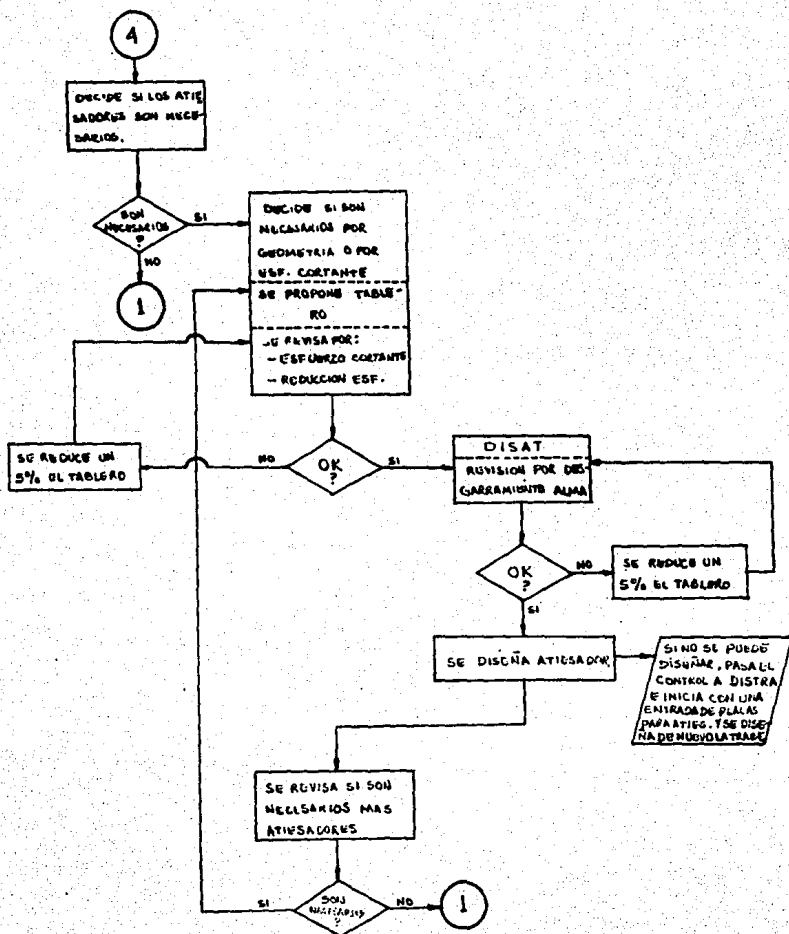 4
DECIDE SI LOS ATIE-
SADORES SON NECE-
SARIOS.
SON
NECESARIOS
?
SI
NO
1
DECIDE SI SON
NECESARIOS POR
GEOMETRIA O POR
ESF. CORTANTE
SE PROPONE TABLE-
RO
SE REVISA POR:
- ESFUERZO CORTANTE
- REDUCCION ESF.
SE REDUCE UN
5% EL TABLERO
NO
OK
?
SI
DISAT
REVISION POR DES-
GARRAMIENTO ALMA
OK
?
NO
SE REDUCE UN
5% EL TABLERO
SI
SE DISEÑA ATIESADOR
SI NO SE PUEDE
DISEÑAR, PASA EL
CONTROL A DISTRA
E INICIA CON UNA
ENTRADA DE PLACAS
PARA ATIES. Y SE DISE-
ÑA DE NUEVO LA TRABE
SE REVISA SI SON
NECESARIOS MAS
ATIESADORES
SI
SON
NECESARIOS
?
NO
1